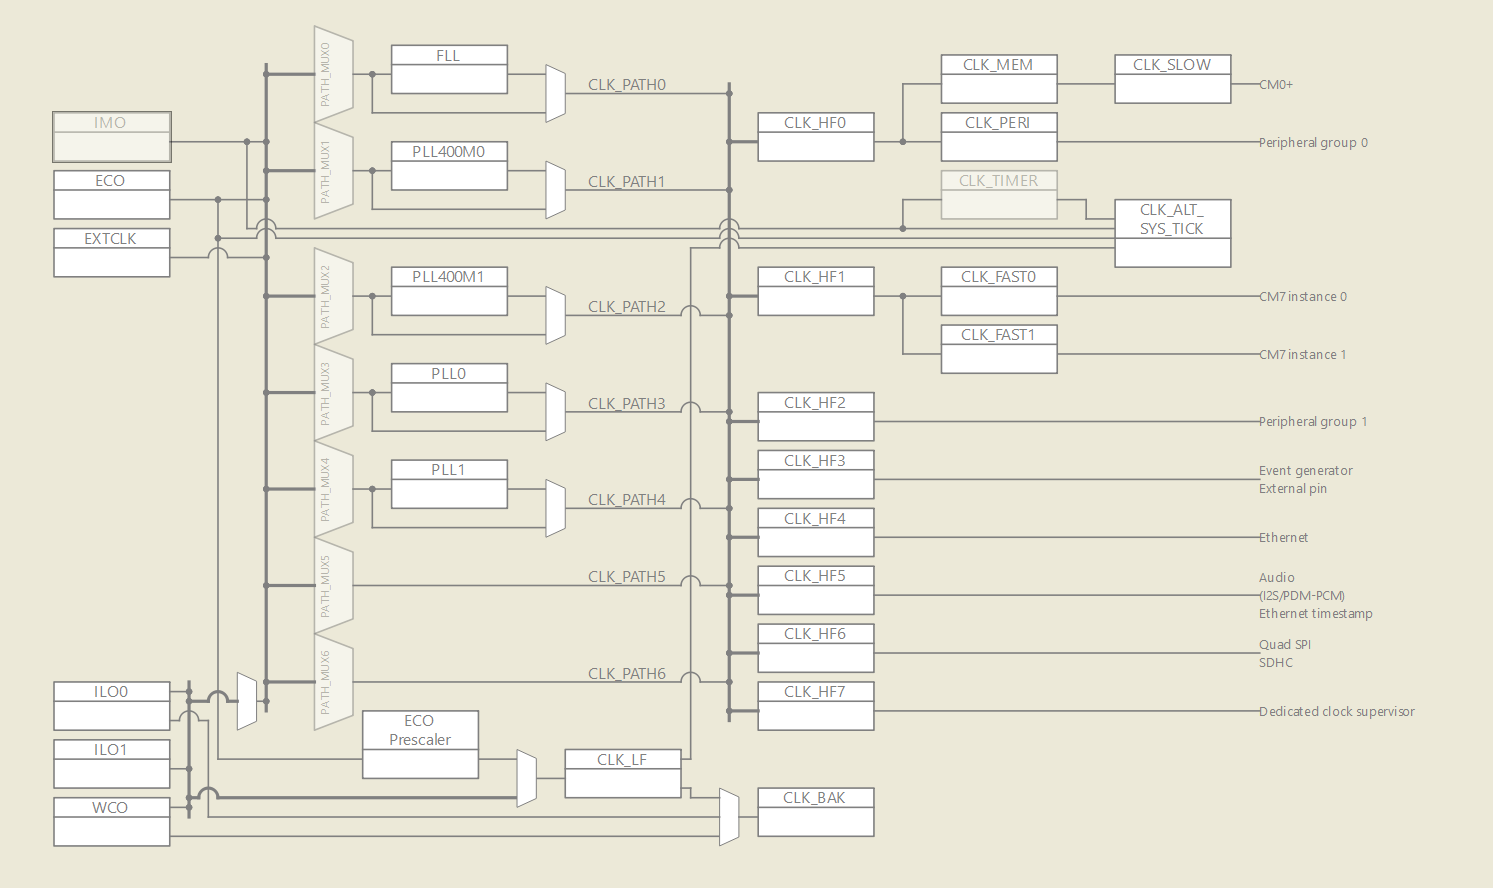 IMO
ECO
EXTCLK
ILO0
ILO1
WCO
PATH_MUX0
PATH_MUX1
PATH_MUX2
PATH_MUX3
PATH_MUX4
PATH_MUX5
PATH_MUX6
FLL
PLL400M0
PLL400M1
PLL0
PLL1
ECO
Prescaler
CLK_PATH0
CLK_PATH1
CLK_PATH2
CLK_PATH3
CLK_PATH4
CLK_PATH5
CLK_PATH6
CLK_LF
CLK_HF0
CLK_HF1
CLK_HF2
CLK_HF3
CLK_HF4
CLK_HF5
CLK_HF6
CLK_HF7
CLK_BAK
CLK_MEM
CLK_PERI
CLK_TIMER
CLK_FAST0
CLK_FAST1
CLK_SLOW
CLK_ALT_
SYS_TICK
CM0+
Peripheral group 0
CM7 instance 0
CM7 instance 1
Peripheral group 1
Event generator
External pin
Ethernet
Audio
(I2S/PDM-PCM)
Ethernet timestamp
Quad SPI
SDHC
Dedicated clock supervisor